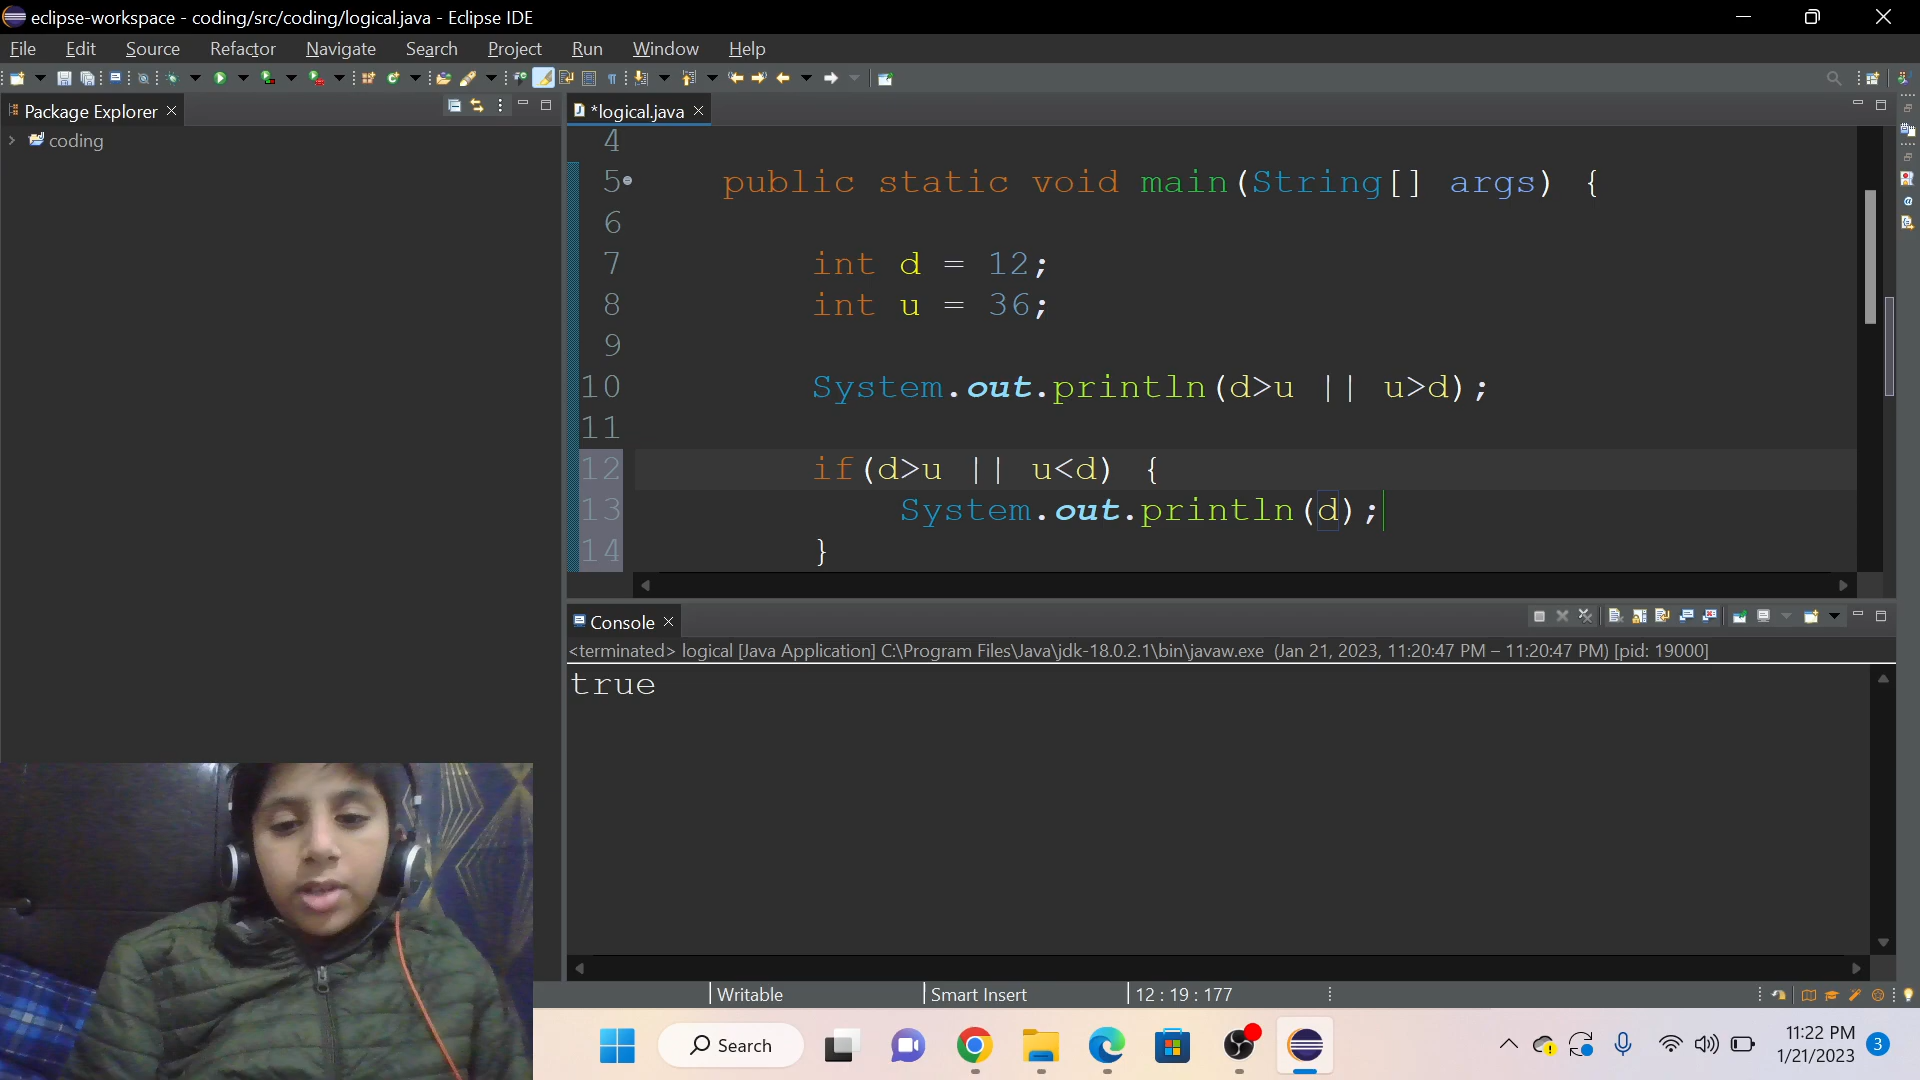 eclipse-workspace - coding/src/coding/logical.java - Eclipse IDE
File Edit Source Refactor Navigate Search Project Run Window Help
Package Explorer
*logical.java
coding
4
5 public static void main(String[] args) {
6
7 int d = 12;
8 int u = 36;
9
10 System.out.println(d>u || u>d);
11
12 if(d>u || u<d) {
13 System.out.println(d);
14 }
Console
<terminated> logical [Java Application] C:\Program Files\Java\jdk-18.0.2.1\bin\javaw.exe (Jan 21, 2023, 11:20:47 PM – 11:20:47 PM) [pid: 19000]
true
Writable Smart Insert 12 : 19 : 177
Search
11:22 PM
1/21/2023
3